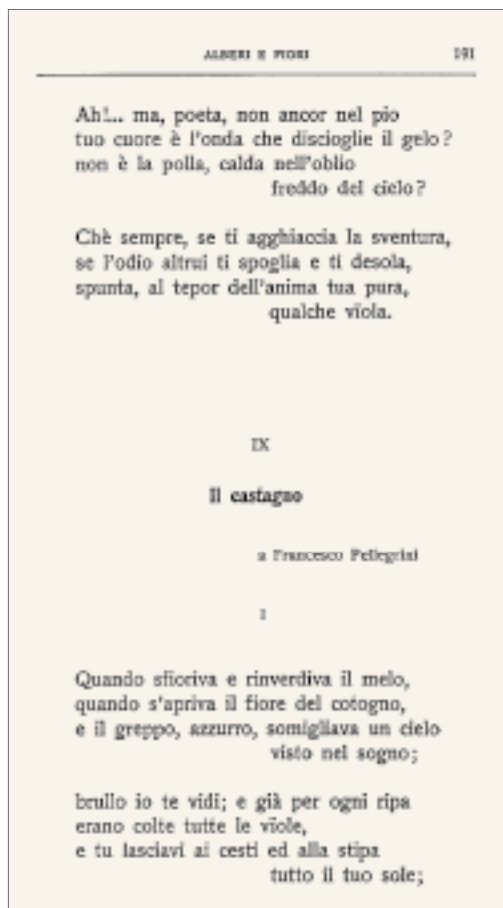 ALBERI E FIORI 191
Ah!... ma, poeta, non ancor nel pio
tuo cuore è l'onda che discioglie il gelo?
non è la polla, calda nell'oblio
freddo del cielo?
Chè sempre, se ti agghiaccia la sventura,
se l'odio altrui ti spoglia e ti desola,
spunta, al tepor dell'anima tua pura,
qualche vïola.
IX
Il castagno
a Francesco Pellegrini
I
Quando sfioriva e rinverdiva il melo,
quando s'apriva il fiore del cotogno,
e il greppo, azzurro, somigliava un cielo
visto nel sogno;
brullo io te vidi; e già per ogni ripa
erano colte tutte le vïole,
e tu lasciavi ai cesti ed alla stipa
tutto il tuo sole;